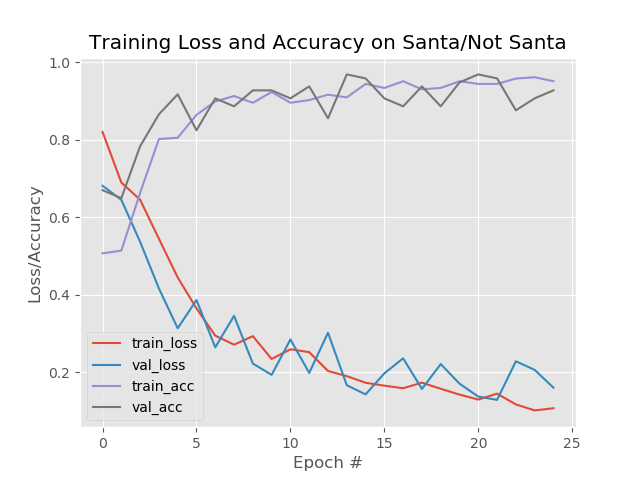 Training Loss and Accuracy on Santa/Not Santa
1.0
0.8
0.6
0.4
0.2
Loss/Accuracy
train_loss
val_loss
train_acc
val_acc
0
5
10
15
20
25
Epoch #